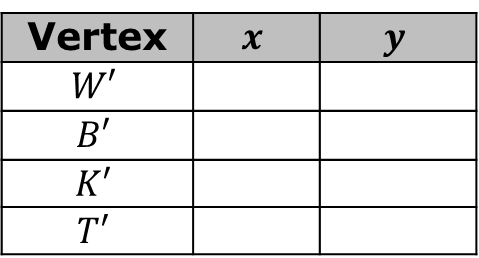 Vertex x y
W′
B′
K′
T′